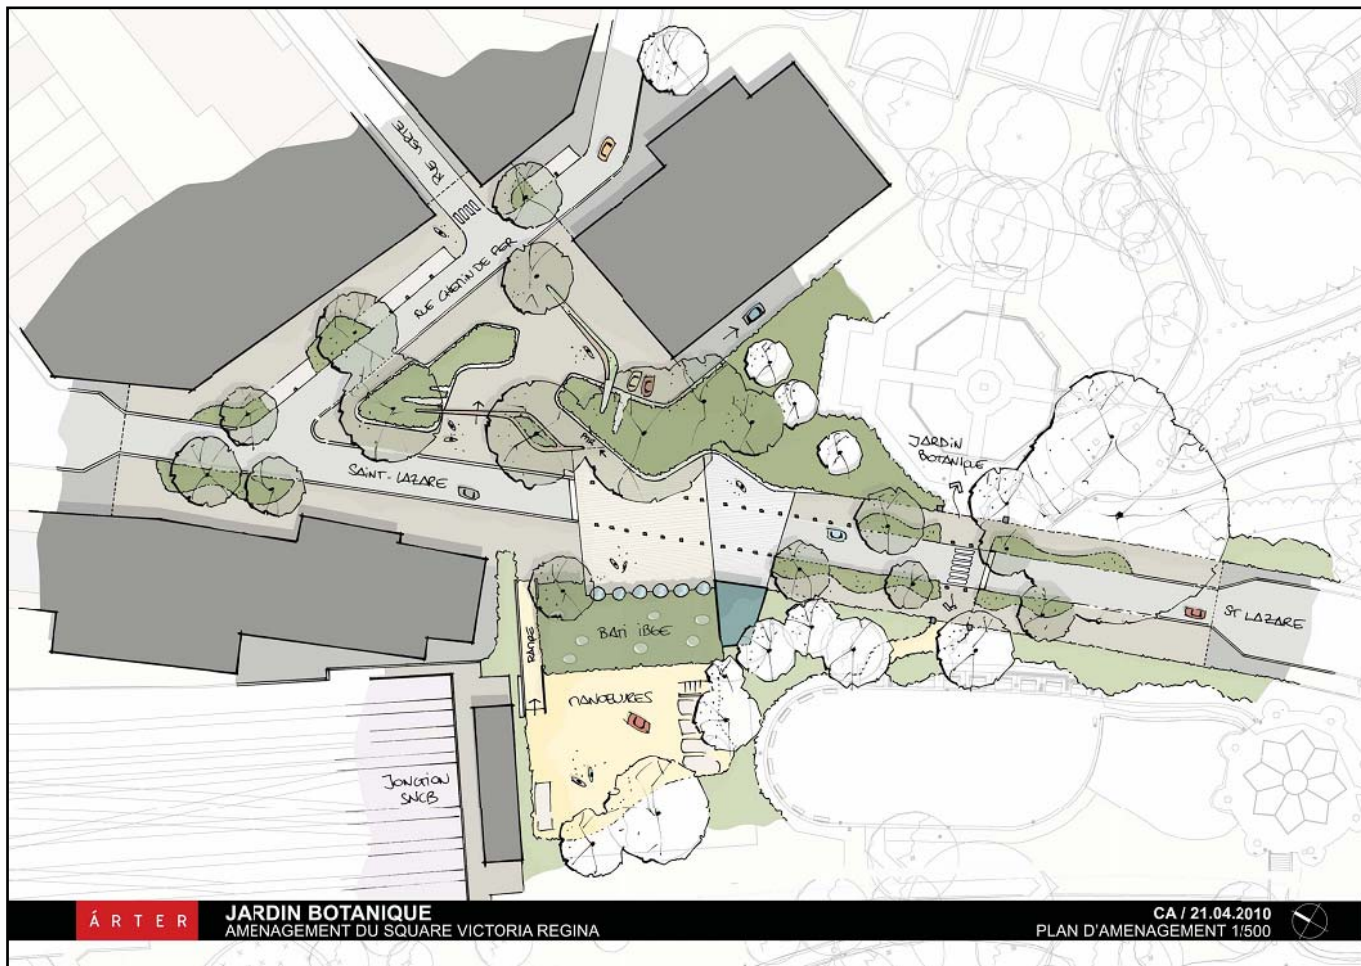 RUE VERTE
RUE CHEMIN DE FER
SAINT-LAZARE
JARDIN
BOTANIQUE
ST LAZARE
RAMPE
BATI IBGE
MANOEUVRES
JONCTION
SNCB
ÁRTER
JARDIN BOTANIQUE
AMENAGEMENT DU SQUARE VICTORIA REGINA
CA / 21.04.2010
PLAN D'AMENAGEMENT 1/500